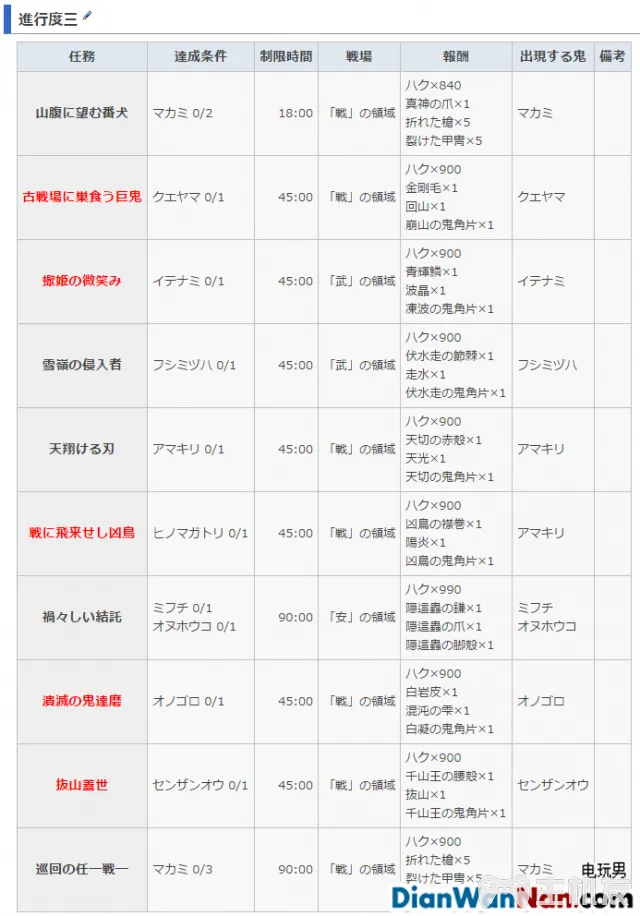 進行度三
任務 達成条件 制限時間 戦場 報酬 出現する鬼 備考
山腹に望む番犬 マカミ 0/2 18:00 「戦」の領域 マカミ
ハク×840
真神の爪×1
折れた槍×5
裂けた甲冑×5
古戦場に巣食う巨鬼 クエヤマ 0/1 45:00 「戦」の領域 クエヤマ
ハク×900
金剛毛×1
回山×1
崩山の鬼角片×1
擲姫の微笑み イテナミ 0/1 45:00 「武」の領域 イテナミ
ハク×900
青輝鱗×1
波晶×1
凍波の鬼角片×1
雪嶺の侵入者 フシミヅハ 0/1 45:00 「武」の領域 フシミヅハ
ハク×900
伏水走の節棘×1
走水×1
伏水走の鬼角片×1
天翔ける刃 アマキリ 0/1 45:00 「戦」の領域 アマキリ
ハク×900
天切の赤殻×1
天光×1
天切の鬼角片×1
戦に飛来せし凶鳥 ヒノマガトリ 0/1 45:00 「戦」の領域 アマキリ
ハク×900
凶鳥の襟巻×1
陽炎×1
凶鳥の鬼角片×1
禍々しい結託 90:00 「安」の領域
ミフチ 0/1
オヌホウコ 0/1
ハク×990
隠這蟲の鎌×1
隠這蟲の爪×1
隠這蟲の脚殻×1
ミフチ
オヌホウコ
潰滅の鬼達磨 オノゴロ 0/1 45:00 「戦」の領域 オノゴロ
ハク×900
白岩皮×1
混沌の雫×1
白凝の鬼角片×1
抜山蓋世 センザンオウ 0/1 45:00 「戦」の領域 センザンオウ
ハク×900
千山王の腰殻×1
抜山×1
千山王の鬼角片×1
巡回の任一戦一 マカミ 0/3 90:00 「戦」の領域 マカミ
ハク×900
折れた槍×5
裂けた甲冑×5
电玩男
DianWanNan.com